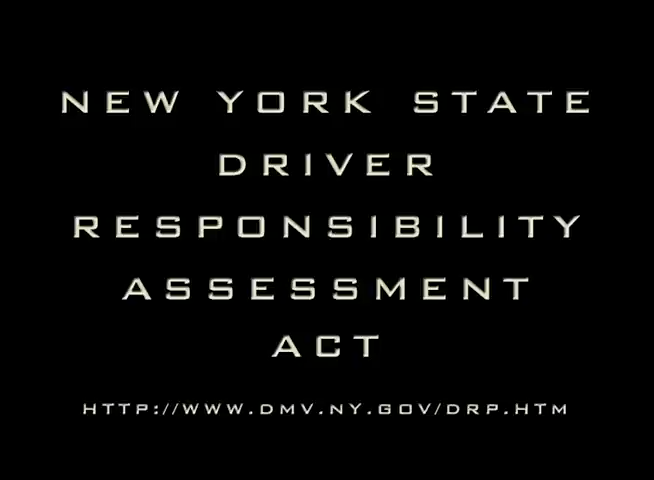 NEW YORK STATE
DRIVER
RESPONSIBILITY
ASSESSMENT
ACT
HTTP://WWW.DMV.NY.GOV/DRP.HTM